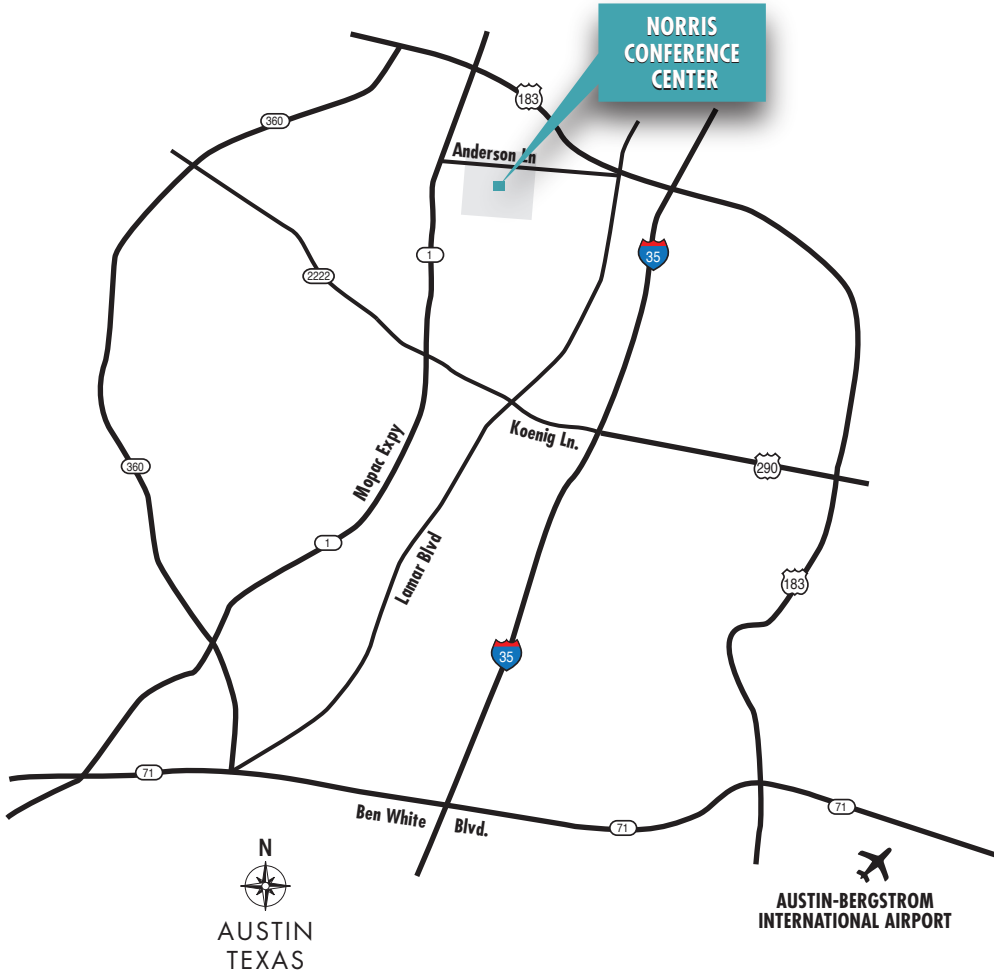 NORRIS
CONFERENCE
CENTER
183
360
Anderson Ln
1
35
2222
Koenig Ln.
290
Mopac Expy
360
1
Lamar Blvd
183
35
71
Ben White Blvd.
71
71
N
AUSTIN
TEXAS
AUSTIN-BERGSTROM
INTERNATIONAL AIRPORT